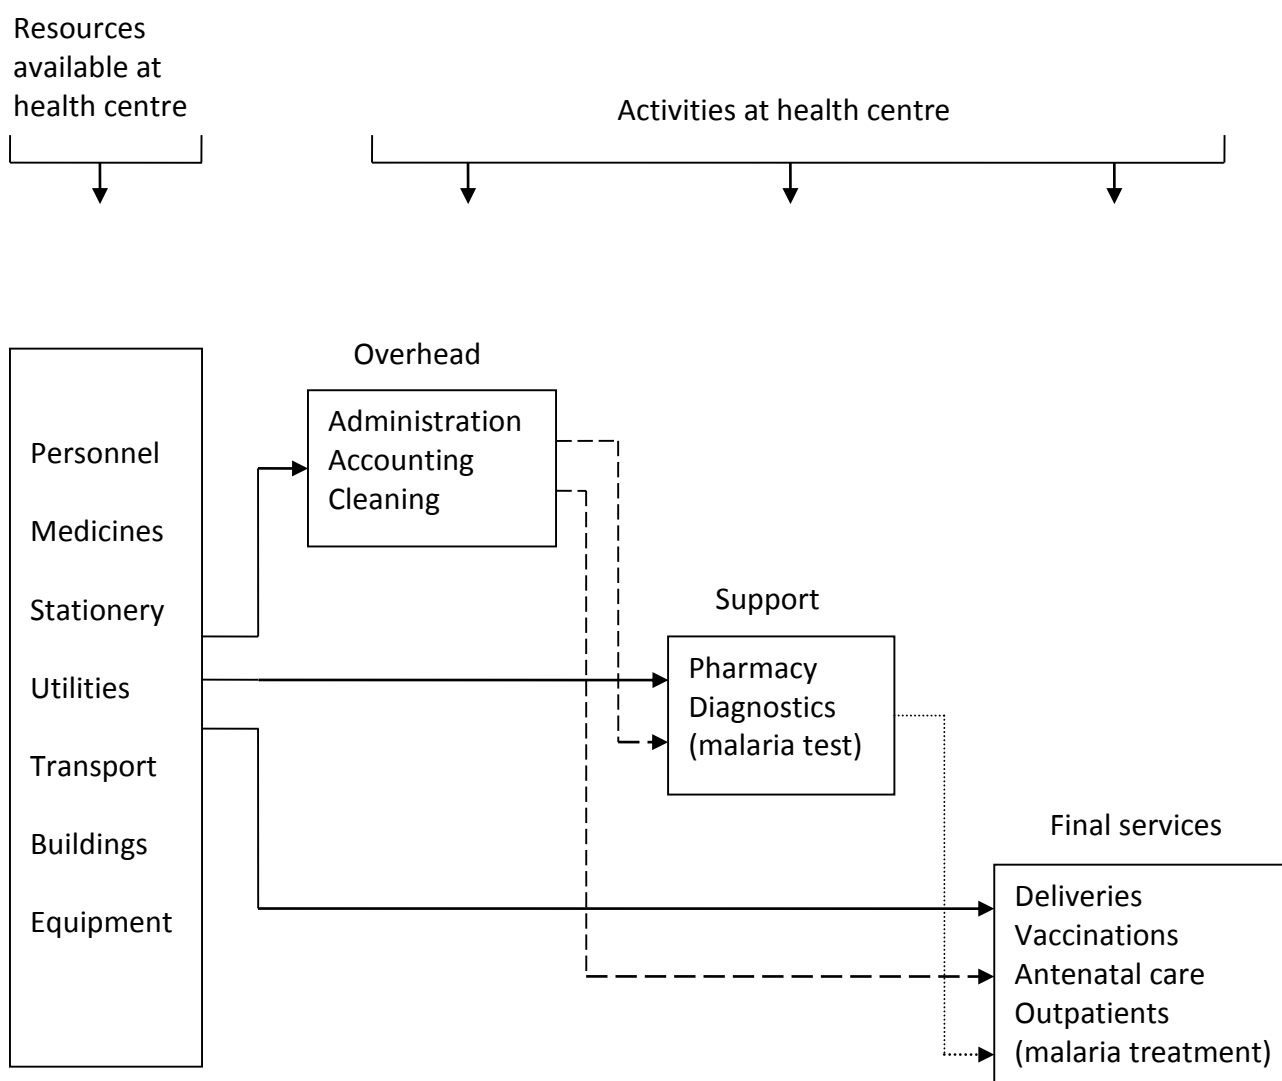 Resources
available at
health centre
Activities at health centre
Personnel
Medicines
Stationery
Utilities
Transport
Buildings
Equipment
Overhead
Administration
Accounting
Cleaning
Support
Pharmacy
Diagnostics
(malaria test)
Final services
Deliveries
Vaccinations
Antenatal care
Outpatients
(malaria treatment)